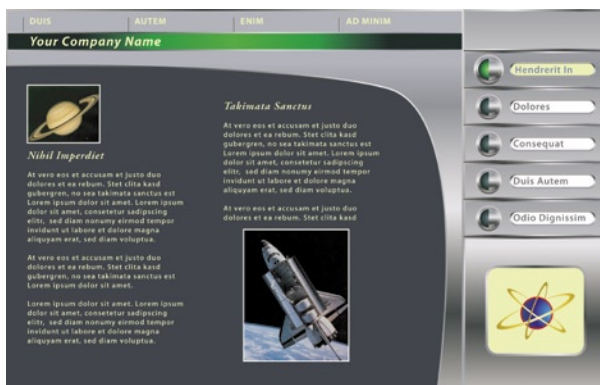 DUIS AUTEM ENIM AD MINIM
Your Company Name
Nihil Imperdiet
At vero eos et accusam et justo duo
dolores et ea rebum. Stet clita kasd
gubergren, no sea takimata sanctus est
Lorem ipsum dolor sit amet. Lorem ipsum
dolor sit amet, consetetur sadipscing
elitr, sed diam nonumy eirmod tempor
invidunt ut labore et dolore magna
aliquyam erat, sed diam voluptua.
At vero eos et accusam et justo duo
dolores et ea rebum. Stet clita kasd
gubergren, no sea takimata sanctus est
Lorem ipsum dolor sit amet.
Lorem ipsum dolor sit amet. Lorem ipsum
dolor sit amet, consetetur sadipscing
elitr, sed diam nonumy eirmod tempor
invidunt ut labore et dolore magna
aliquyam erat, sed diam voluptua.
Takimata Sanctus
At vero eos et accusam et justo duo
dolores et ea rebum. Stet clita kasd
gubergren, no sea takimata sanctus est
Lorem ipsum dolor sit amet. Lorem ipsum
dolor sit amet, consetetur sadipscing
elitr, sed diam nonumy eirmod tempor
invidunt ut labore et dolore magna
aliquyam erat, sed diam voluptua.
At vero eos et accusam et justo duo
dolores et ea rebum. Stet clita kasd
Hendrerit In
Dolores
Consequat
Duis Autem
Odio Dignissim